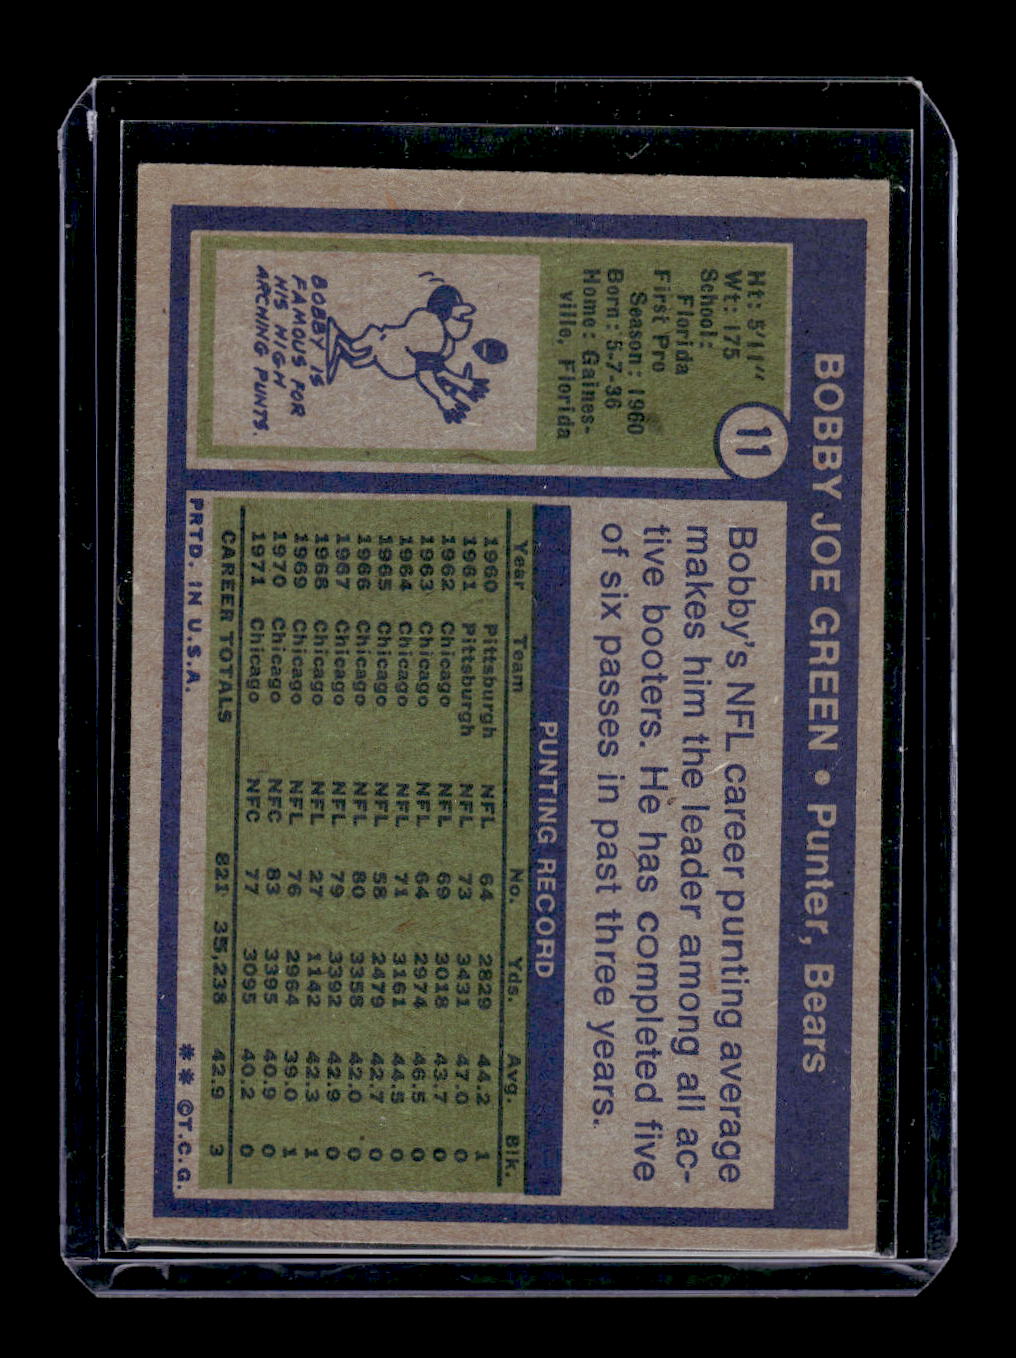 BOBBY JOE GREEN • Punter, Bears
11
Ht: 5'11"
Wt: 175
School:
Florida
First Pro
Season: 1960
Born: 5-7-36
Home: Gaines-
ville, Florida
BOBBY IS
FAMOUS FOR
HIS HIGH
ARCHING PUNTS.
Bobby's NFL career punting average
makes him the leader among all ac-
tive booters. He has completed five
of six passes in past three years.
PUNTING RECORD
Year Team No. Yds. Avg. Blk.
1960 Pittsburgh NFL 64 2829 44.2 1
1961 Pittsburgh NFL 73 3431 47.0 0
1962 Chicago NFL 69 3018 43.7 0
1963 Chicago NFL 64 2974 46.5 0
1964 Chicago NFL 71 3161 44.5 0
1965 Chicago NFL 58 2479 42.7 0
1966 Chicago NFL 80 3358 42.0 0
1967 Chicago NFL 79 3392 42.9 0
1968 Chicago NFL 27 1142 42.3 1
1969 Chicago NFL 76 2964 39.0 1
1970 Chicago NFC 83 3395 40.9 0
1971 Chicago NFC 77 3095 40.2 0
CAREER TOTALS 821 35,238 42.9 3
PRTD. IN U.S.A. ** ©T.C.G.